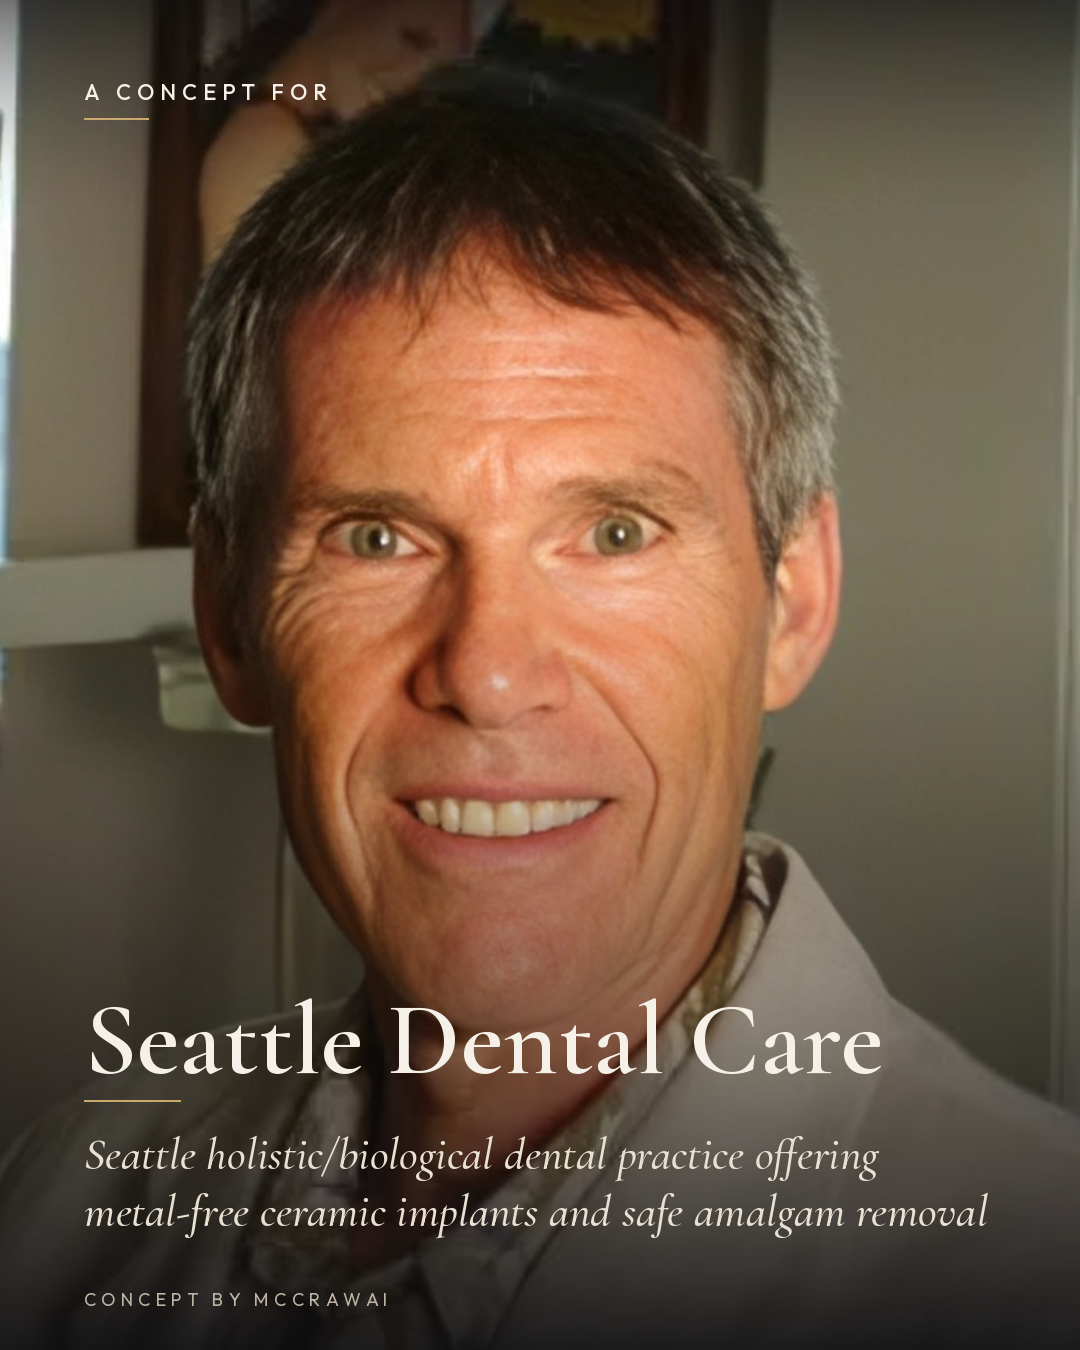 A CONCEPT FOR
Seattle Dental Care
Seattle holistic/biological dental practice offering
metal-free ceramic implants and safe amalgam removal
CONCEPT BY MCCRAWAI